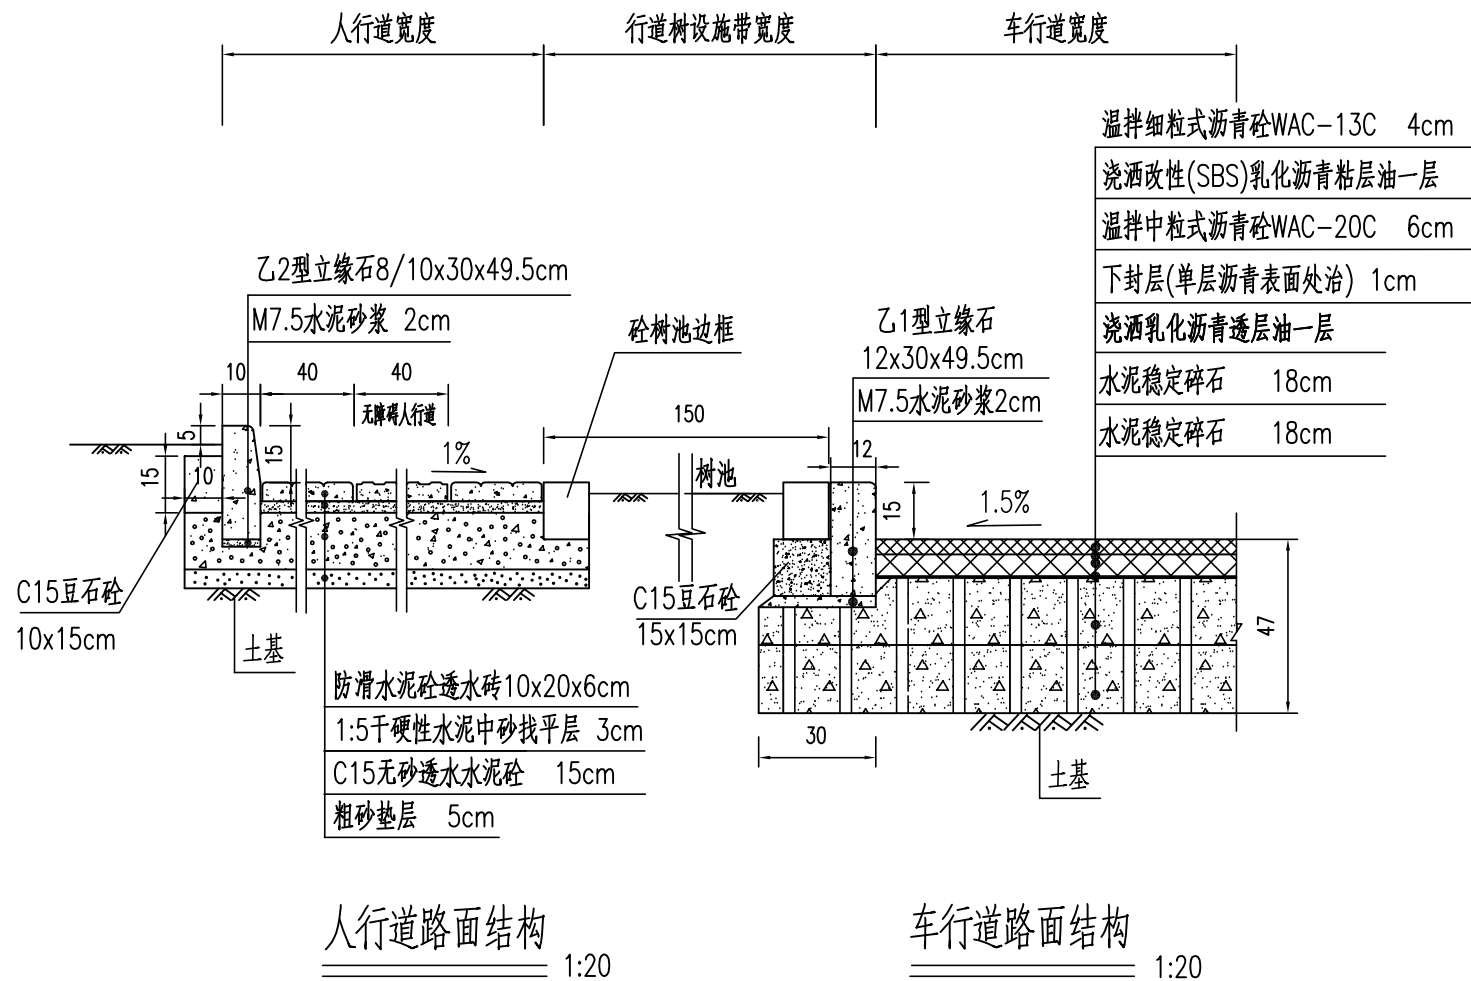 人行道宽度
行道树设施带宽度
车行道宽度
温拌细粒式沥青砼WAC-13C 4cm
浇洒改性(SBS)乳化沥青粘层油一层
温拌中粒式沥青砼WAC-20C 6cm
下封层(单层沥青表面处治) 1cm
浇洒乳化沥青透层油一层
水泥稳定碎石 18cm
水泥稳定碎石 18cm
乙2型立缘石8/10x30x49.5cm
M7.5水泥砂浆 2cm
砼树池边框
乙1型立缘石
12x30x49.5cm
M7.5水泥砂浆2cm
10
40
40
无障碍人行道
150
12
5
15
15
10
1%
树池
15
1.5%
C15豆石砼
10x15cm
土基
C15豆石砼
15x15cm
47
防滑水泥砼透水砖10x20x6cm
1:5干硬性水泥中砂找平层 3cm
C15无砂透水水泥砼 15cm
粗砂垫层 5cm
30
土基
人行道路面结构
1:20
车行道路面结构
1:20